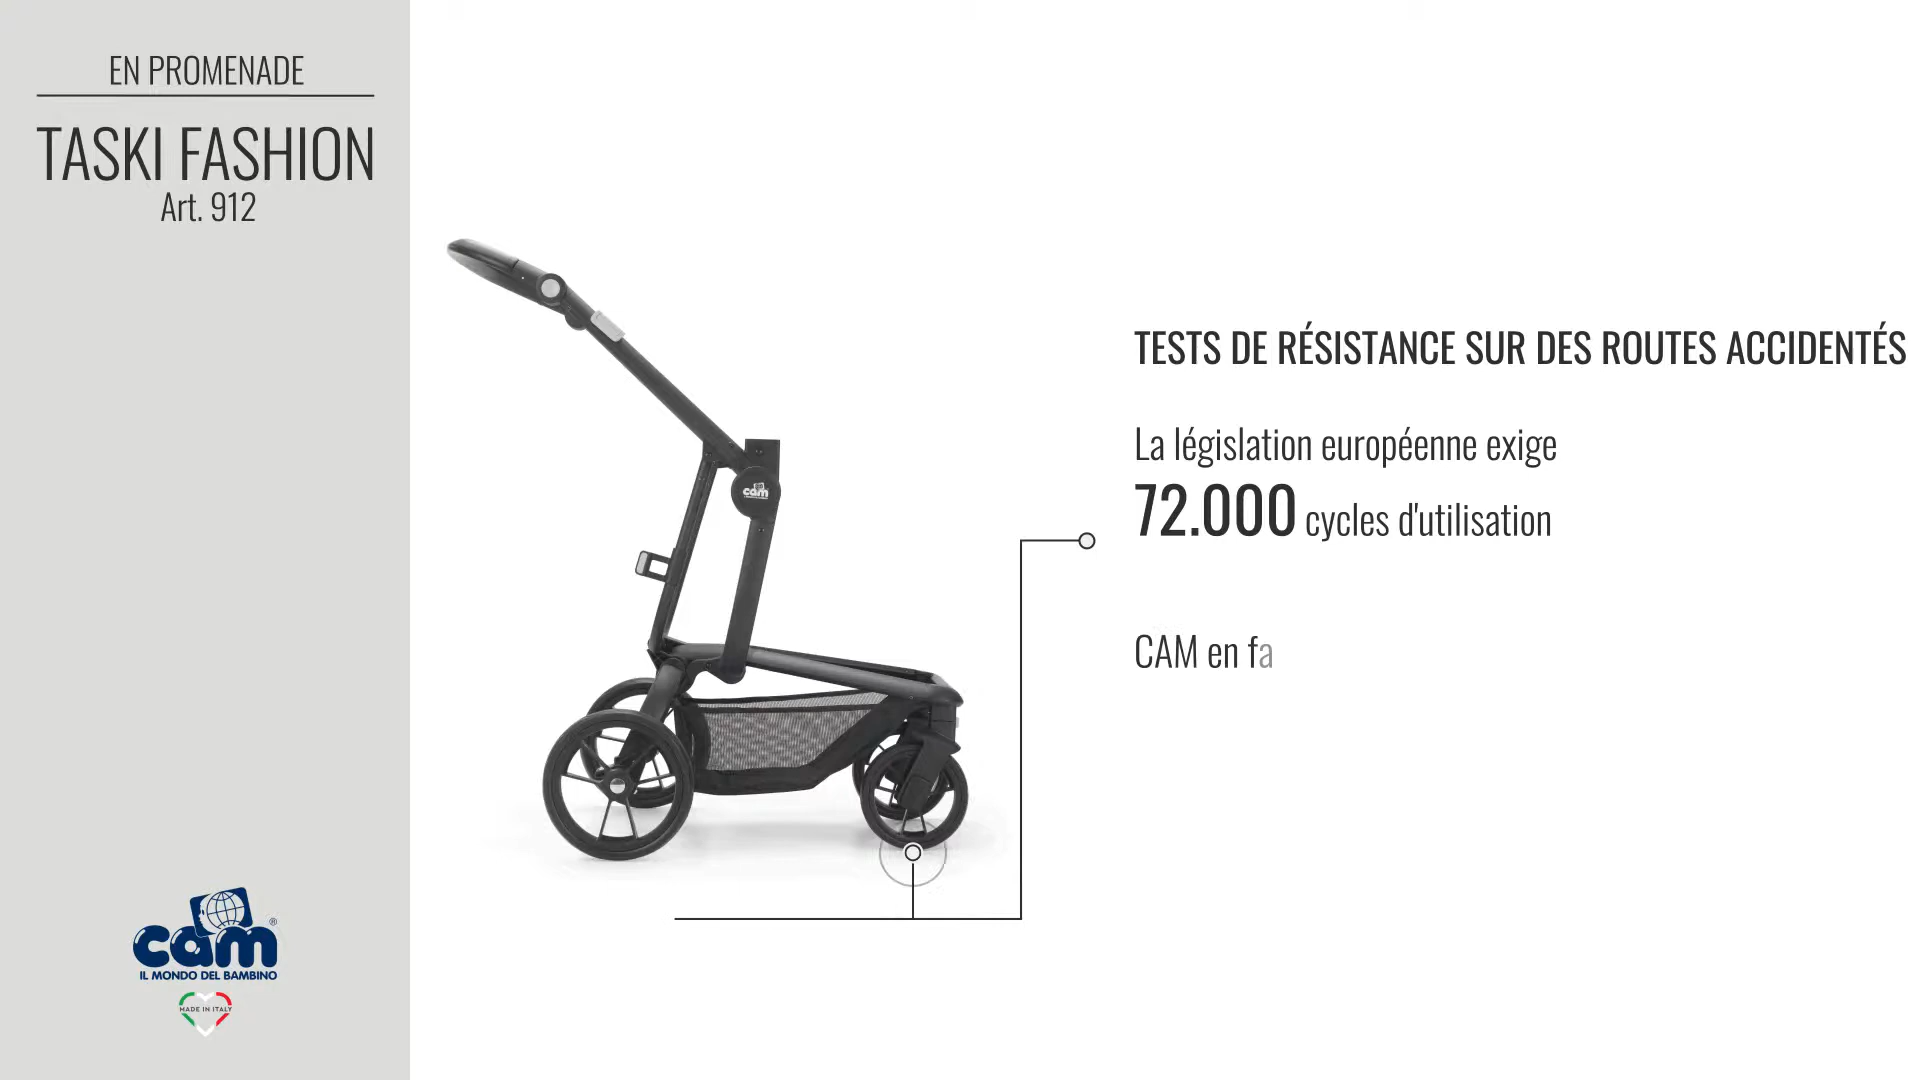 EN PROMENADE
TASKI FASHION
Art. 912
cam
TESTS DE RÉSISTANCE SUR DES ROUTES ACCIDENTÉS
La législation européenne exige
72.000 cycles d'utilisation
CAM en fa
cam ®
IL MONDO DEL BAMBINO
MADE IN ITALY